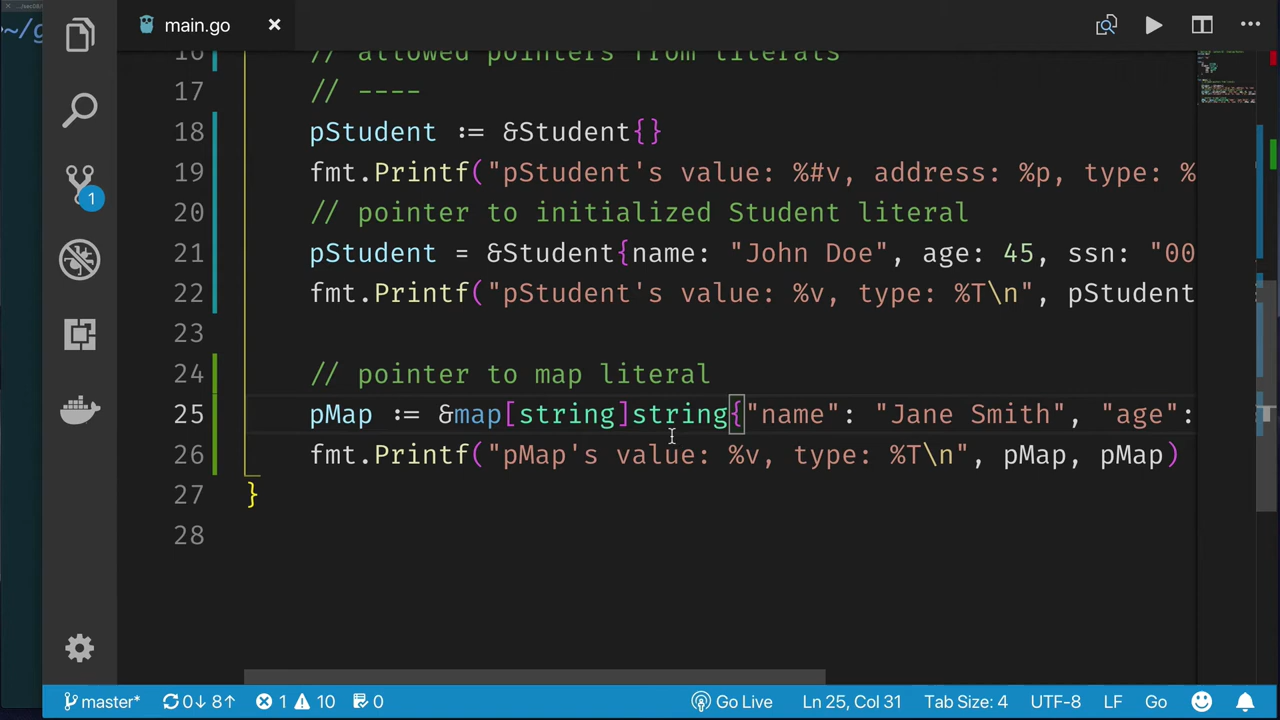 ~/g
main.go
16 // allowed pointers from literals
17 // ----
18 pStudent := &Student{}
19 fmt.Printf("pStudent's value: %#v, address: %p, type: %
20 // pointer to initialized Student literal
21 pStudent = &Student{name: "John Doe", age: 45, ssn: "00
22 fmt.Printf("pStudent's value: %v, type: %T\n", pStudent
23
24 // pointer to map literal
25 pMap := &map[string]string{"name": "Jane Smith", "age":
26 fmt.Printf("pMap's value: %v, type: %T\n", pMap, pMap)
27 }
28
1
master* 0↓ 8↑ 1 10 0 Go Live Ln 25, Col 31 Tab Size: 4 UTF-8 LF Go